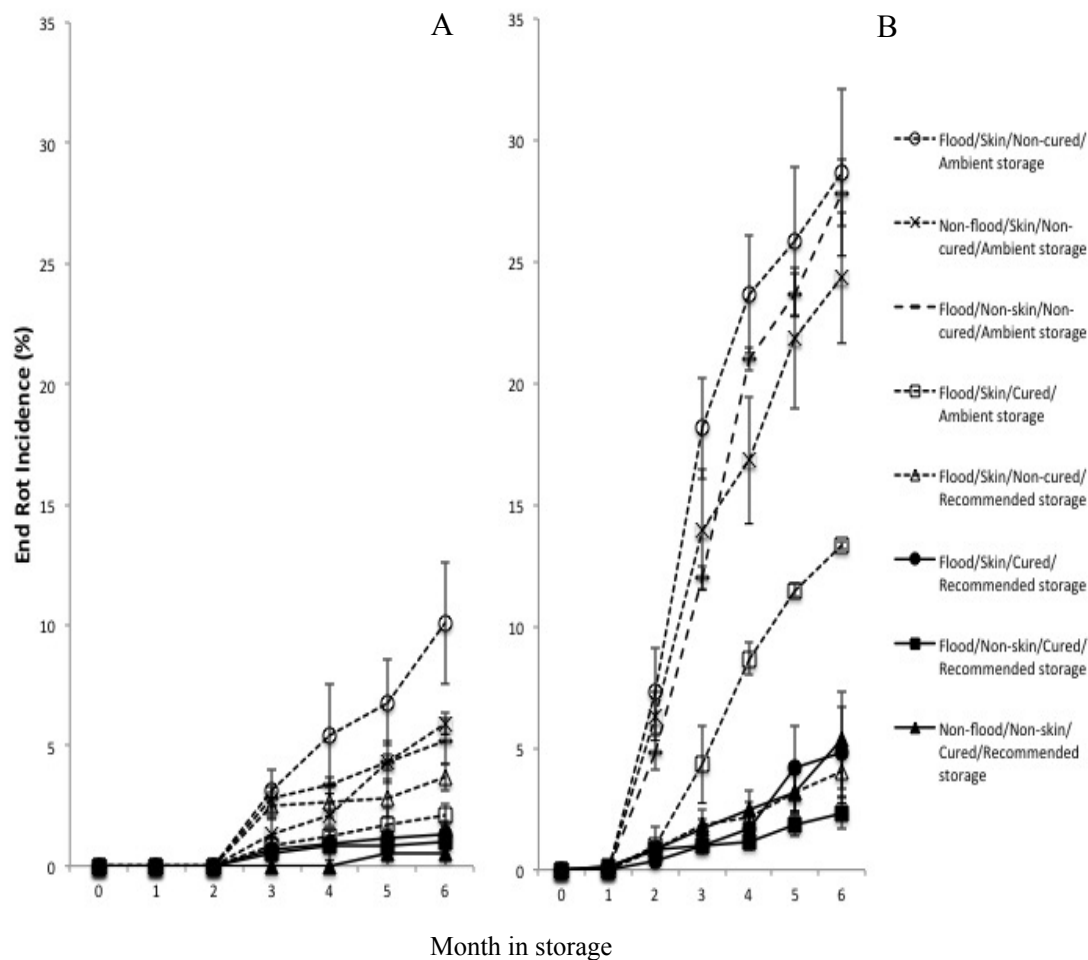 A
B
35
30
25
20
15
10
5
0
End Rot Incidence (%)
0 1 2 3 4 5 6
35
30
25
20
15
10
5
0
0 1 2 3 4 5 6
Month in storage
Flood/Skin/Non-cured/
Ambient storage
Non-flood/Skin/Non-
cured/Ambient storage
Flood/Non-skin/Non-
cured/Ambient storage
Flood/Skin/Cured/
Ambient storage
Flood/Skin/Non-cured/
Recommended storage
Flood/Skin/Cured/
Recommended storage
Flood/Non-skin/Cured/
Recommended storage
Non-flood/Non-skin/
Cured/Recommended
storage